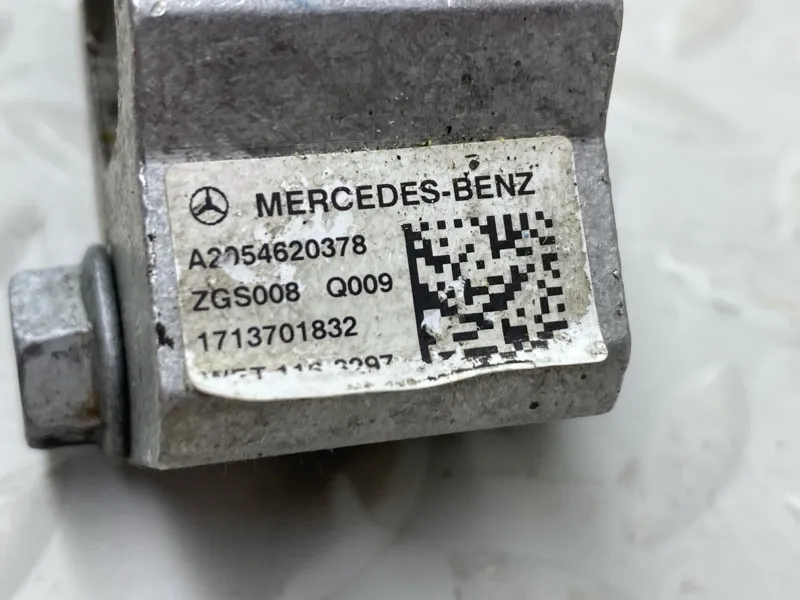 MERCEDES-BENZ
A2054620378
ZGS008 Q009
1713701832